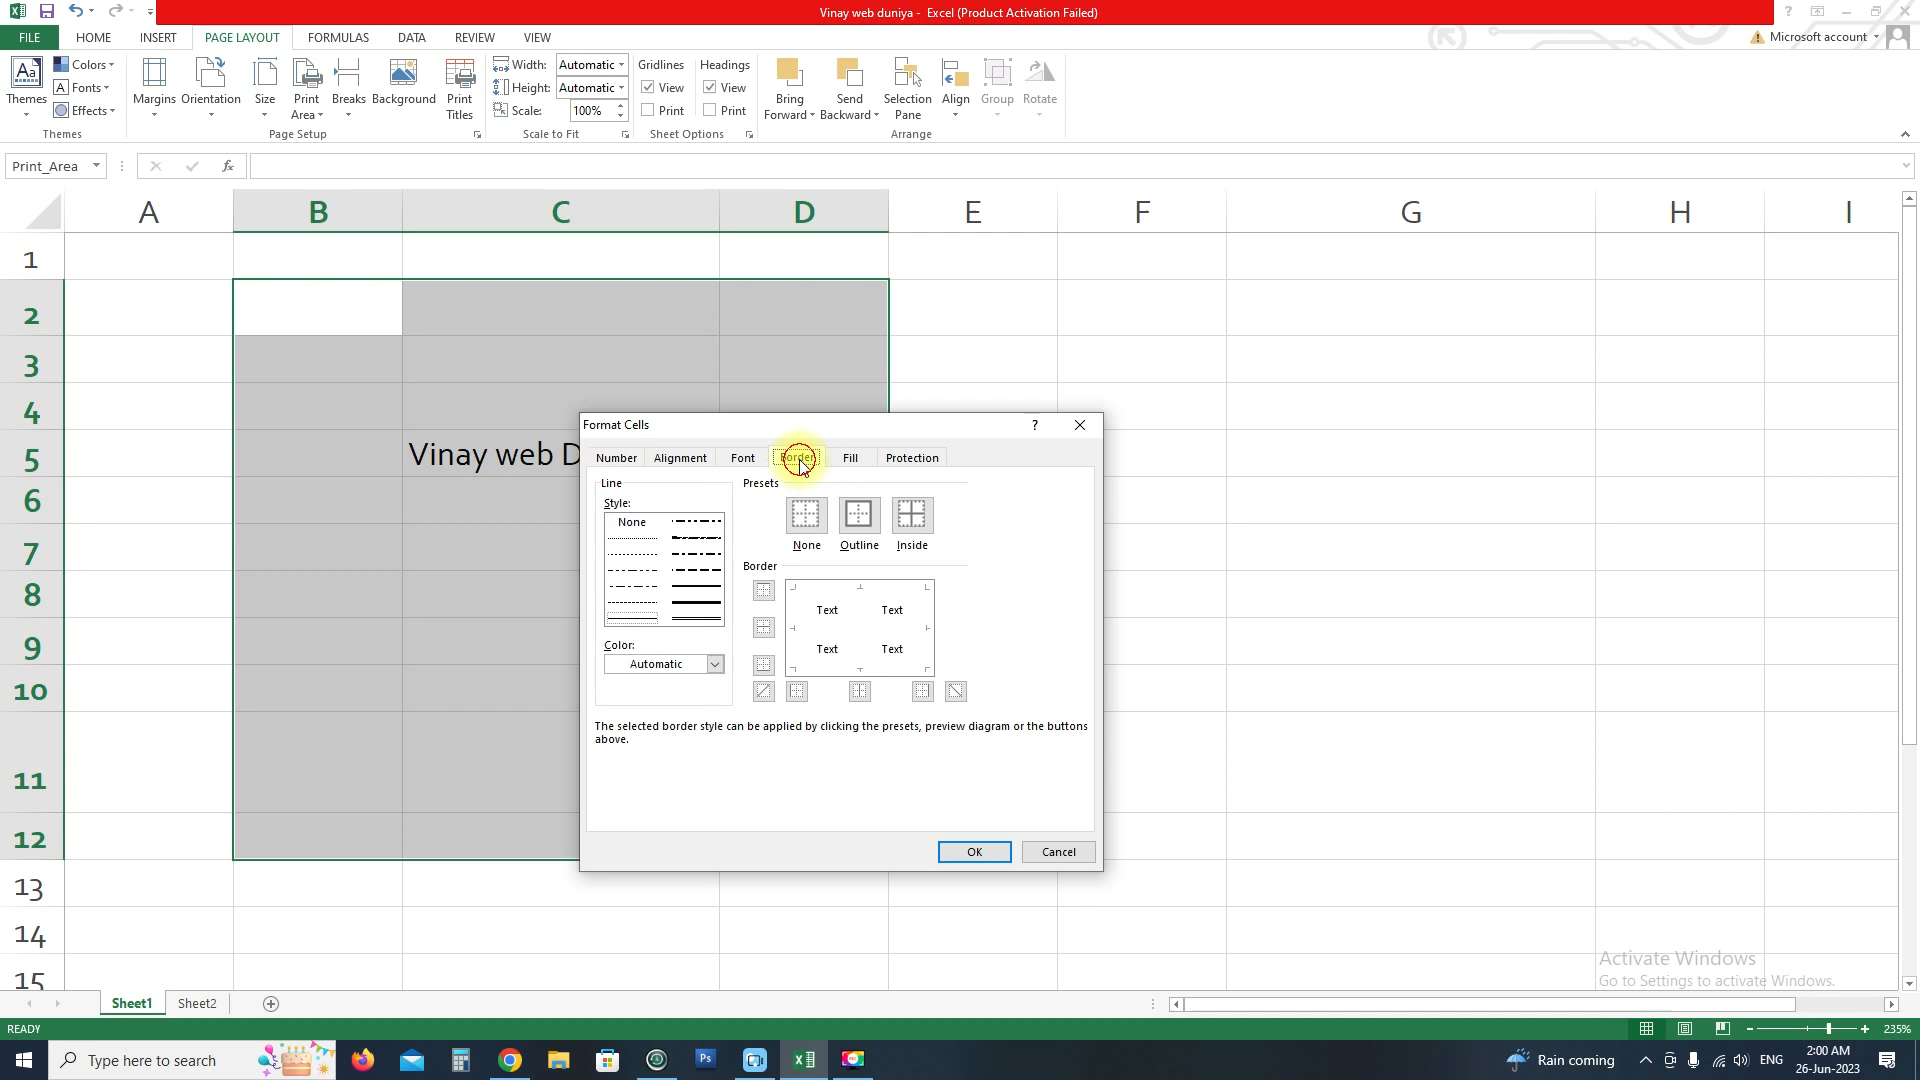 Vinay web duniya - Excel (Product Activation Failed)
FILE HOME INSERT PAGE LAYOUT FORMULAS DATA REVIEW VIEW Microsoft account
Themes Colors Fonts Effects
Themes
Margins Orientation Size Print Area Breaks Background Print Titles
Page Setup
Width: Automatic
Height: Automatic
Scale: 100%
Scale to Fit
Gridlines Headings
View View
Print Print
Sheet Options
Bring Forward Send Backward Selection Pane Align Group Rotate
Arrange
Print_Area fx
A B C D E F G H I
1
2
3
4
5 Vinay web D
6
7
8
9
10
11
12
13
14
15
Format Cells ?
Number Alignment Font Border Fill Protection
Line
Style:
None
Color:
Automatic
Presets
None Outline Inside
Border
Text Text
Text Text
The selected border style can be applied by clicking the presets, preview diagram or the buttons
above.
OK Cancel
Activate Windows
Go to Settings to activate Windows.
Sheet1 Sheet2
READY 235%
Type here to search Ps Rain coming ENG 2:00 AM
26-Jun-2023